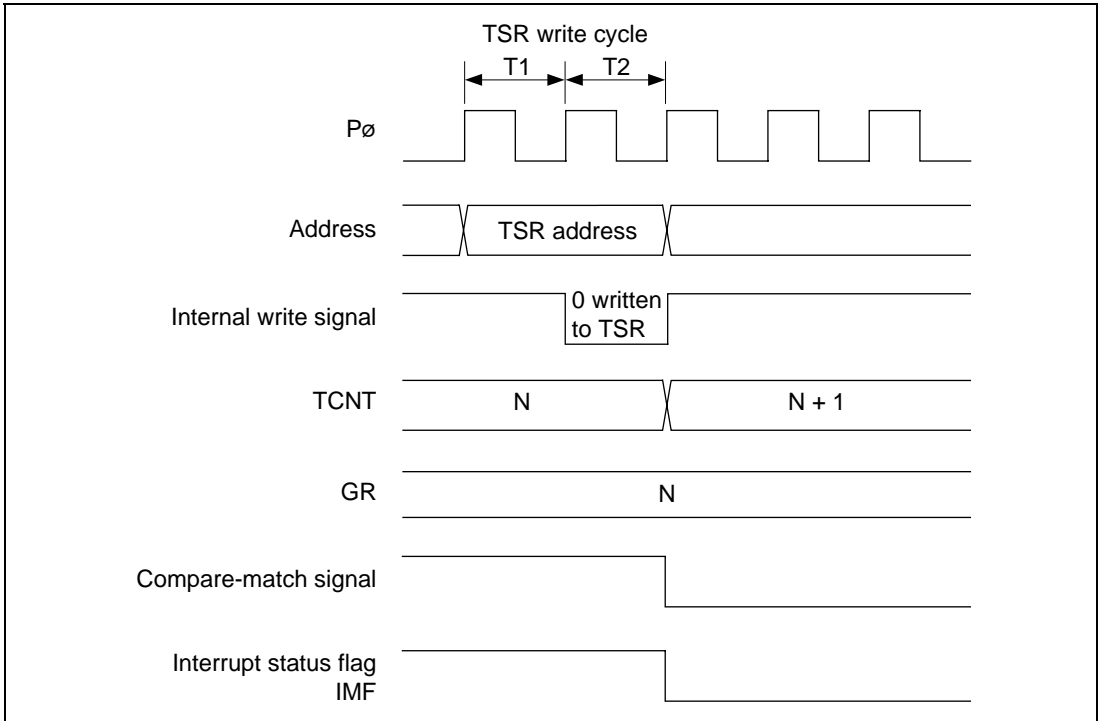 TSR write cycle
T1 T2
Pø
Address TSR address
Internal write signal 0 written
to TSR
TCNT N N + 1
GR N
Compare-match signal
Interrupt status flag
IMF